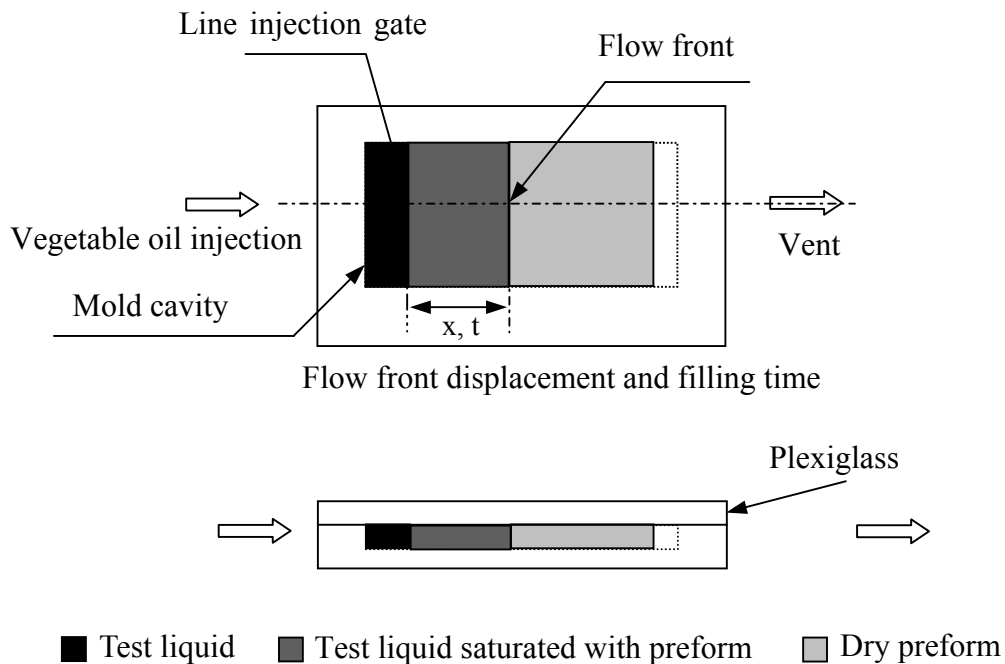 Line injection gate
Flow front
Vegetable oil injection
Vent
Mold cavity
x, t
Flow front displacement and filling time
Plexiglass
Test liquid
Test liquid saturated with preform
Dry preform